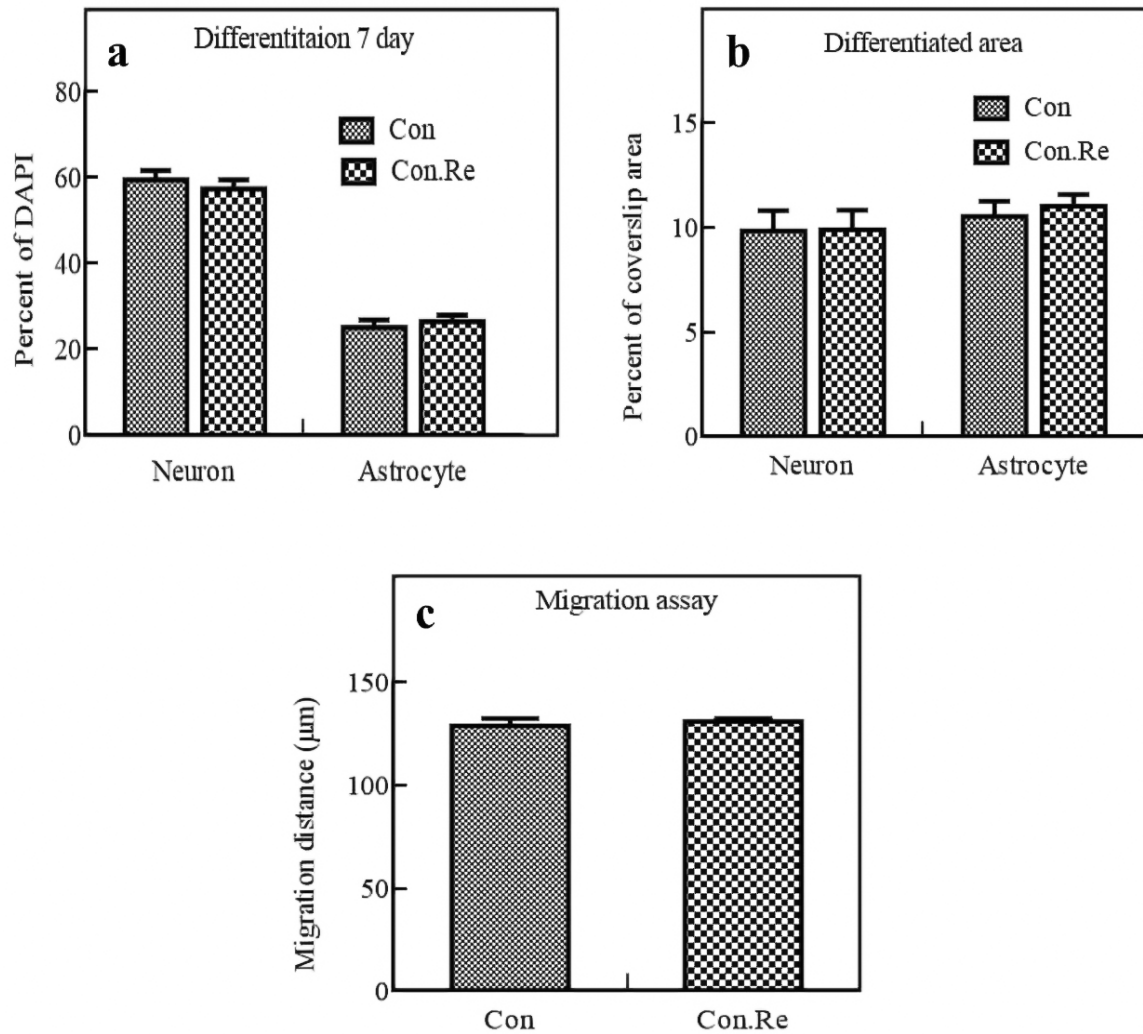 a
Differentitaion 7 day
Percent of DAPI
80
60
40
20
0
Con
Con.Re
Neuron
Astrocyte
b
Differentiated area
Percent of coverslip area
15
10
5
0
Con
Con.Re
Neuron
Astrocyte
c
Migration assay
Migration distance (μm)
150
100
50
0
Con
Con.Re